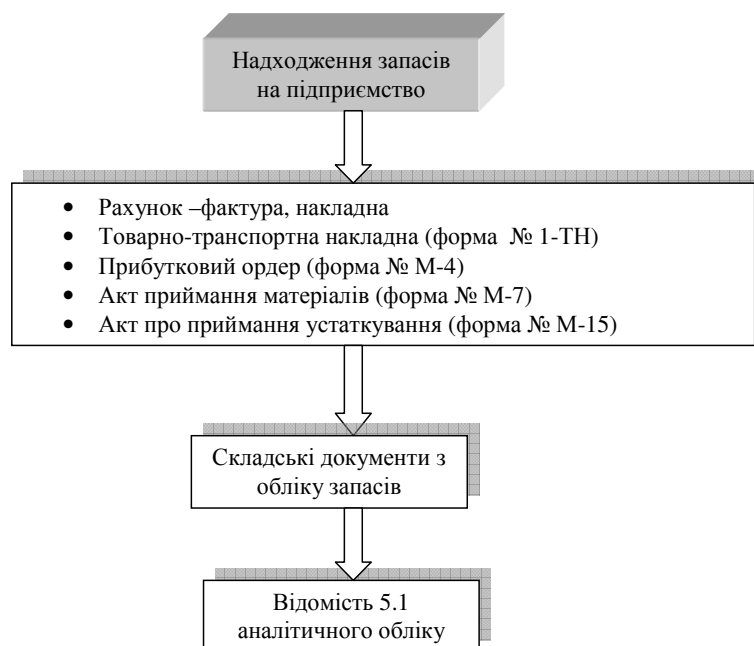 Надходження запасів
на підприємство
• Рахунок –фактура, накладна
• Товарно-транспортна накладна (форма № 1-ТН)
• Прибутковий ордер (форма № М-4)
• Акт приймання матеріалів (форма № М-7)
• Акт про приймання устаткування (форма № М-15)
Складські документи з
обліку запасів
Відомість 5.1
аналітичного обліку